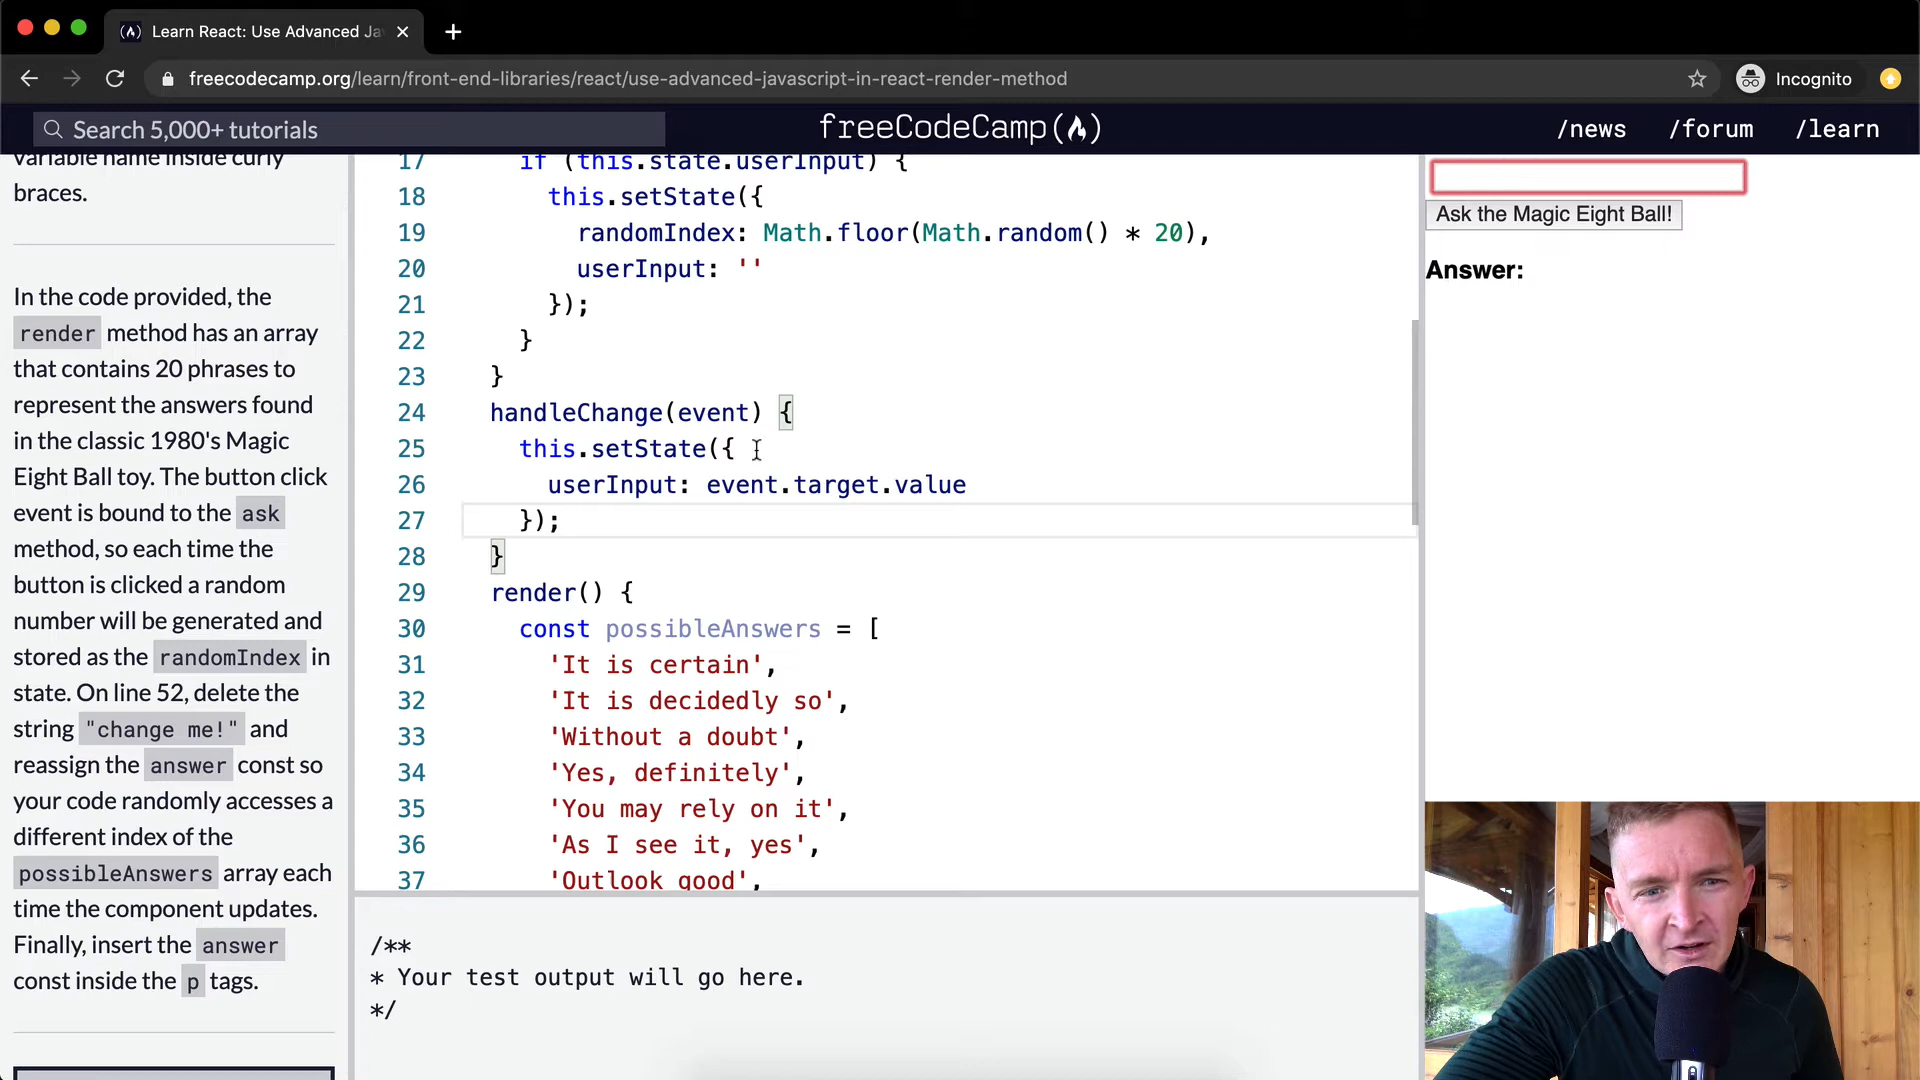 Learn React: Use Advanced Ja
freecodecamp.org/learn/front-end-libraries/react/use-advanced-javascript-in-react-render-method
Incognito
Search 5,000+ tutorials
freeCodeCamp
/news
/forum
/learn
variable name inside curly
braces.
In the code provided, the
render method has an array
that contains 20 phrases to
represent the answers found
in the classic 1980's Magic
Eight Ball toy. The button click
event is bound to the ask
method, so each time the
button is clicked a random
number will be generated and
stored as the randomIndex in
state. On line 52, delete the
string "change me!" and
reassign the answer const so
your code randomly accesses a
different index of the
possibleAnswers array each
time the component updates.
Finally, insert the answer
const inside the p tags.
17 if (this.state.userInput) {
18 this.setState({
19 randomIndex: Math.floor(Math.random() * 20),
20 userInput: ''
21 });
22 }
23 }
24 handleChange(event) {
25 this.setState({
26 userInput: event.target.value
27 });
28 }
29 render() {
30 const possibleAnswers = [
31 'It is certain',
32 'It is decidedly so',
33 'Without a doubt',
34 'Yes, definitely',
35 'You may rely on it',
36 'As I see it, yes',
37 'Outlook good',
/**
* Your test output will go here.
*/
Ask the Magic Eight Ball!
Answer: